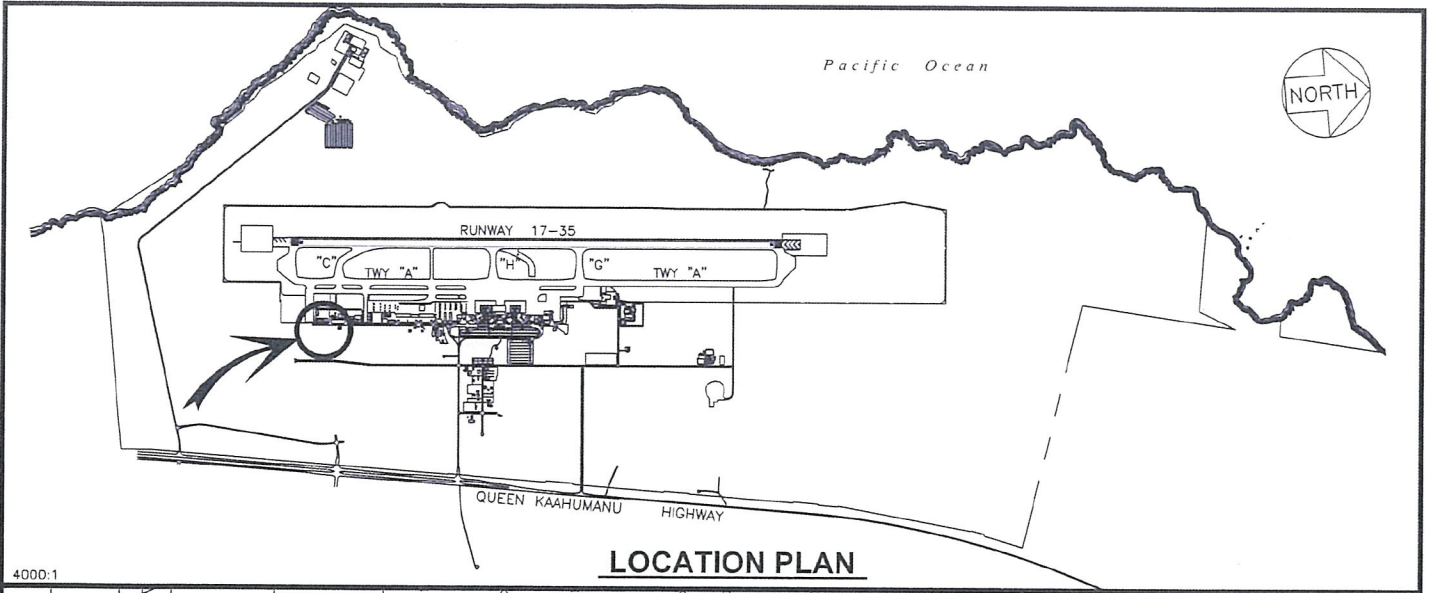 Pacific Ocean
NORTH
RUNWAY 17-35
"C"
TWY "A"
"H"
"G"
TWY "A"
QUEEN KAAHUMANU HIGHWAY
LOCATION PLAN
4000:1